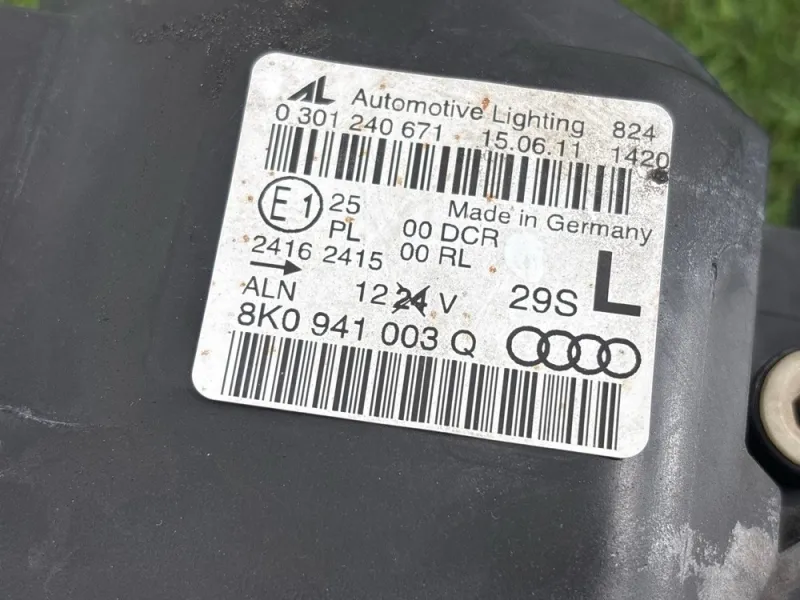 AL Automotive Lighting 824
0 301 240 671 15.06.11 1420
E1 25 Made in Germany
PL 00 DCR
2416 2415 00 RL
→
ALN 12 24 V 29S L
8K0 941 003 Q